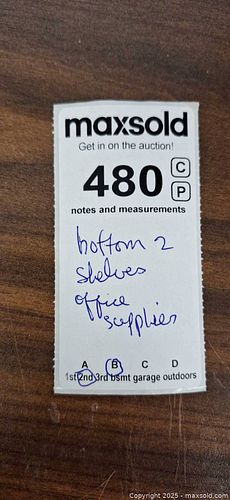 maxsold
Get in on the auction!
480 C
P
notes and measurements
bottom 2
shelves
office
supplies
A B C D
1st 2nd 3rd bsmt garage outdoors
Copyright © 2025 - maxsold.com